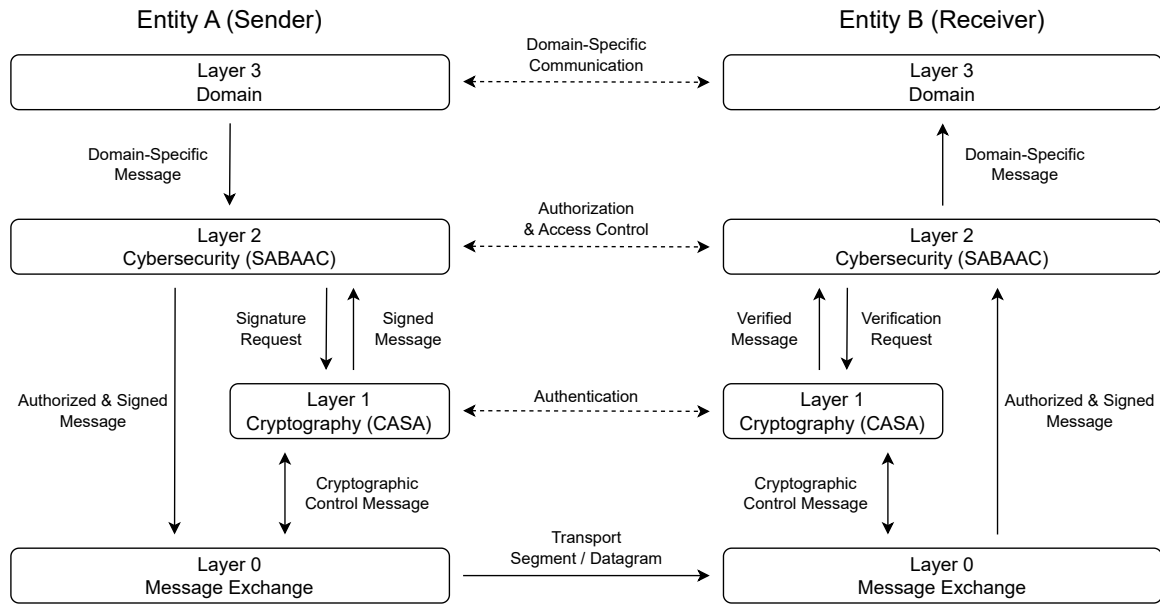 Entity A (Sender)
Entity B (Receiver)
Layer 3
Domain
Domain-Specific
Communication
Layer 3
Domain
Domain-Specific
Message
Domain-Specific
Message
Layer 2
Cybersecurity (SABAAC)
Authorization
& Access Control
Layer 2
Cybersecurity (SABAAC)
Signature
Request
Signed
Message
Verified
Message
Verification
Request
Authorized & Signed
Message
Layer 1
Cryptography (CASA)
Authentication
Layer 1
Cryptography (CASA)
Authorized & Signed
Message
Cryptographic
Control Message
Cryptographic
Control Message
Layer 0
Message Exchange
Transport
Segment / Datagram
Layer 0
Message Exchange